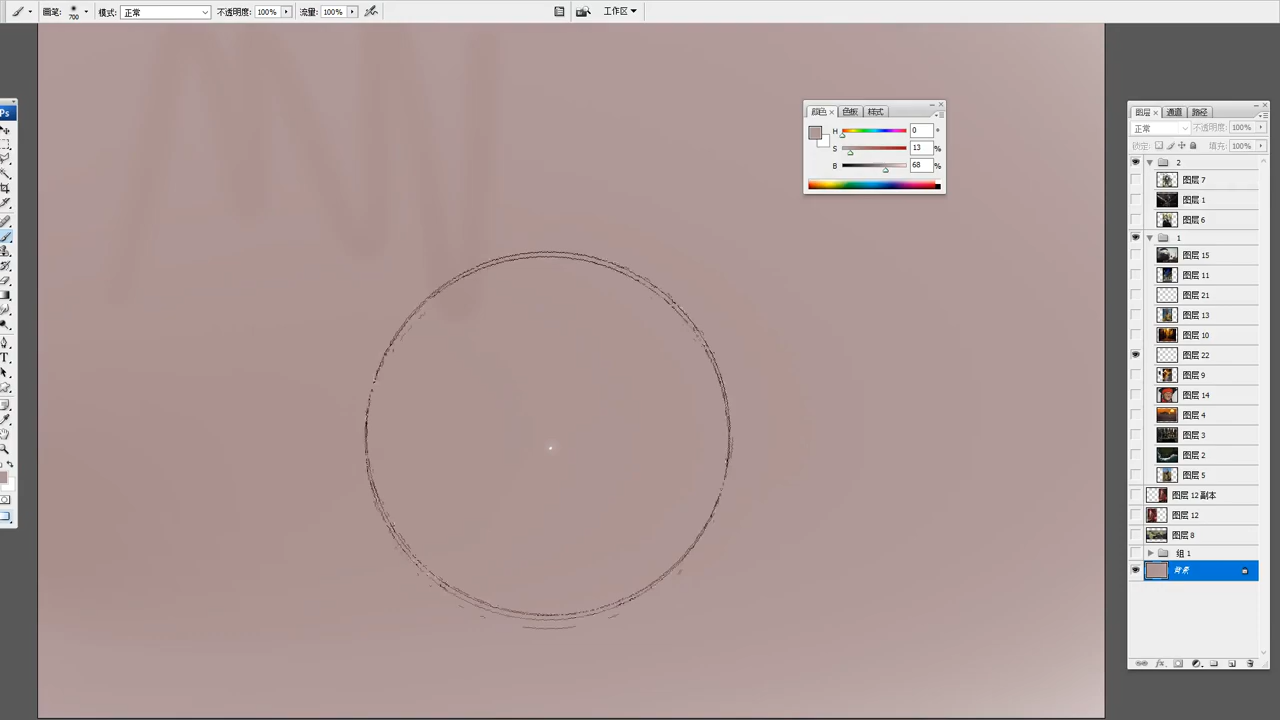 画笔: 700 模式: 正常 不透明度: 100% 流量: 100% 工作区
Ps
T
颜色 × 色板 样式
H 0 °
S 13 %
B 68 %
图层 × 通道 路径
正常 不透明度: 100%
锁定: 填充: 100%
2
图层 7
图层 1
图层 6
1
图层 15
图层 11
图层 21
图层 13
图层 10
图层 22
图层 9
图层 14
图层 4
图层 3
图层 2
图层 5
图层 12 副本
图层 12
图层 8
组 1
背景